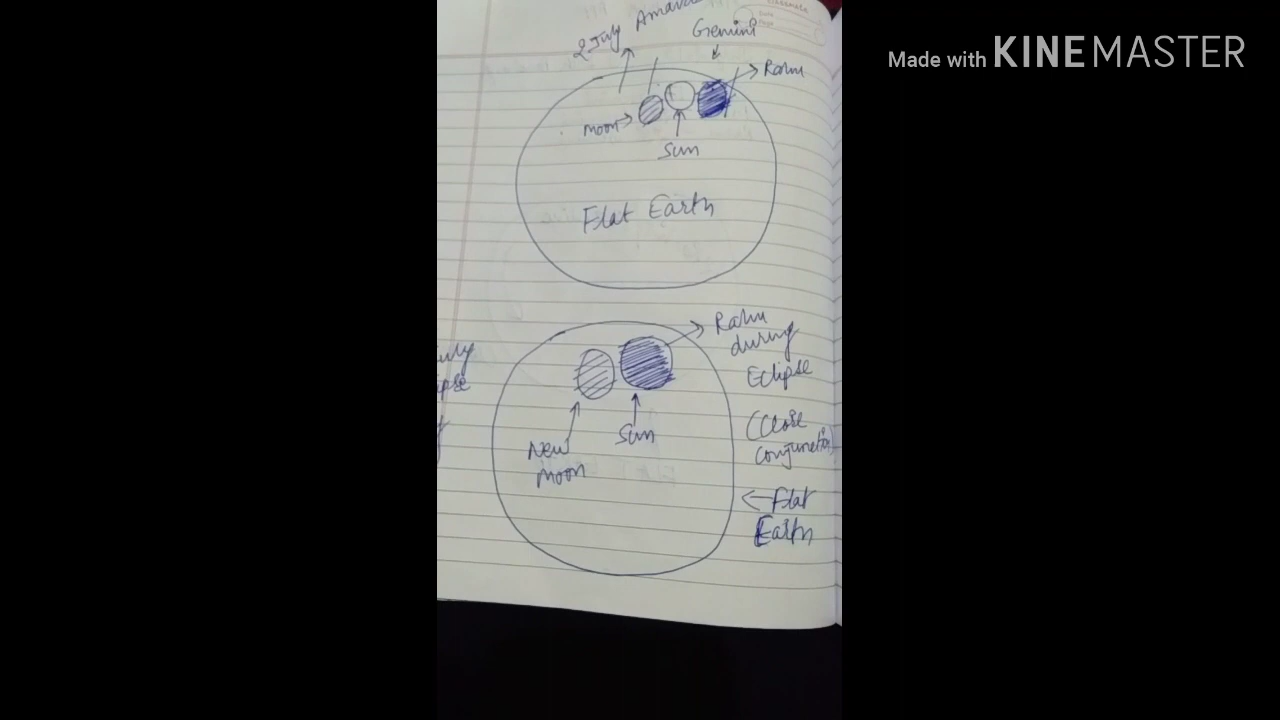 Made with KINEMASTER
2 July
Gemini
Rahu
Moon
Sun
Flat Earth
Rahu
during
Eclipse
(Close
conjunction)
New
Moon
Sun
Flat
Earth